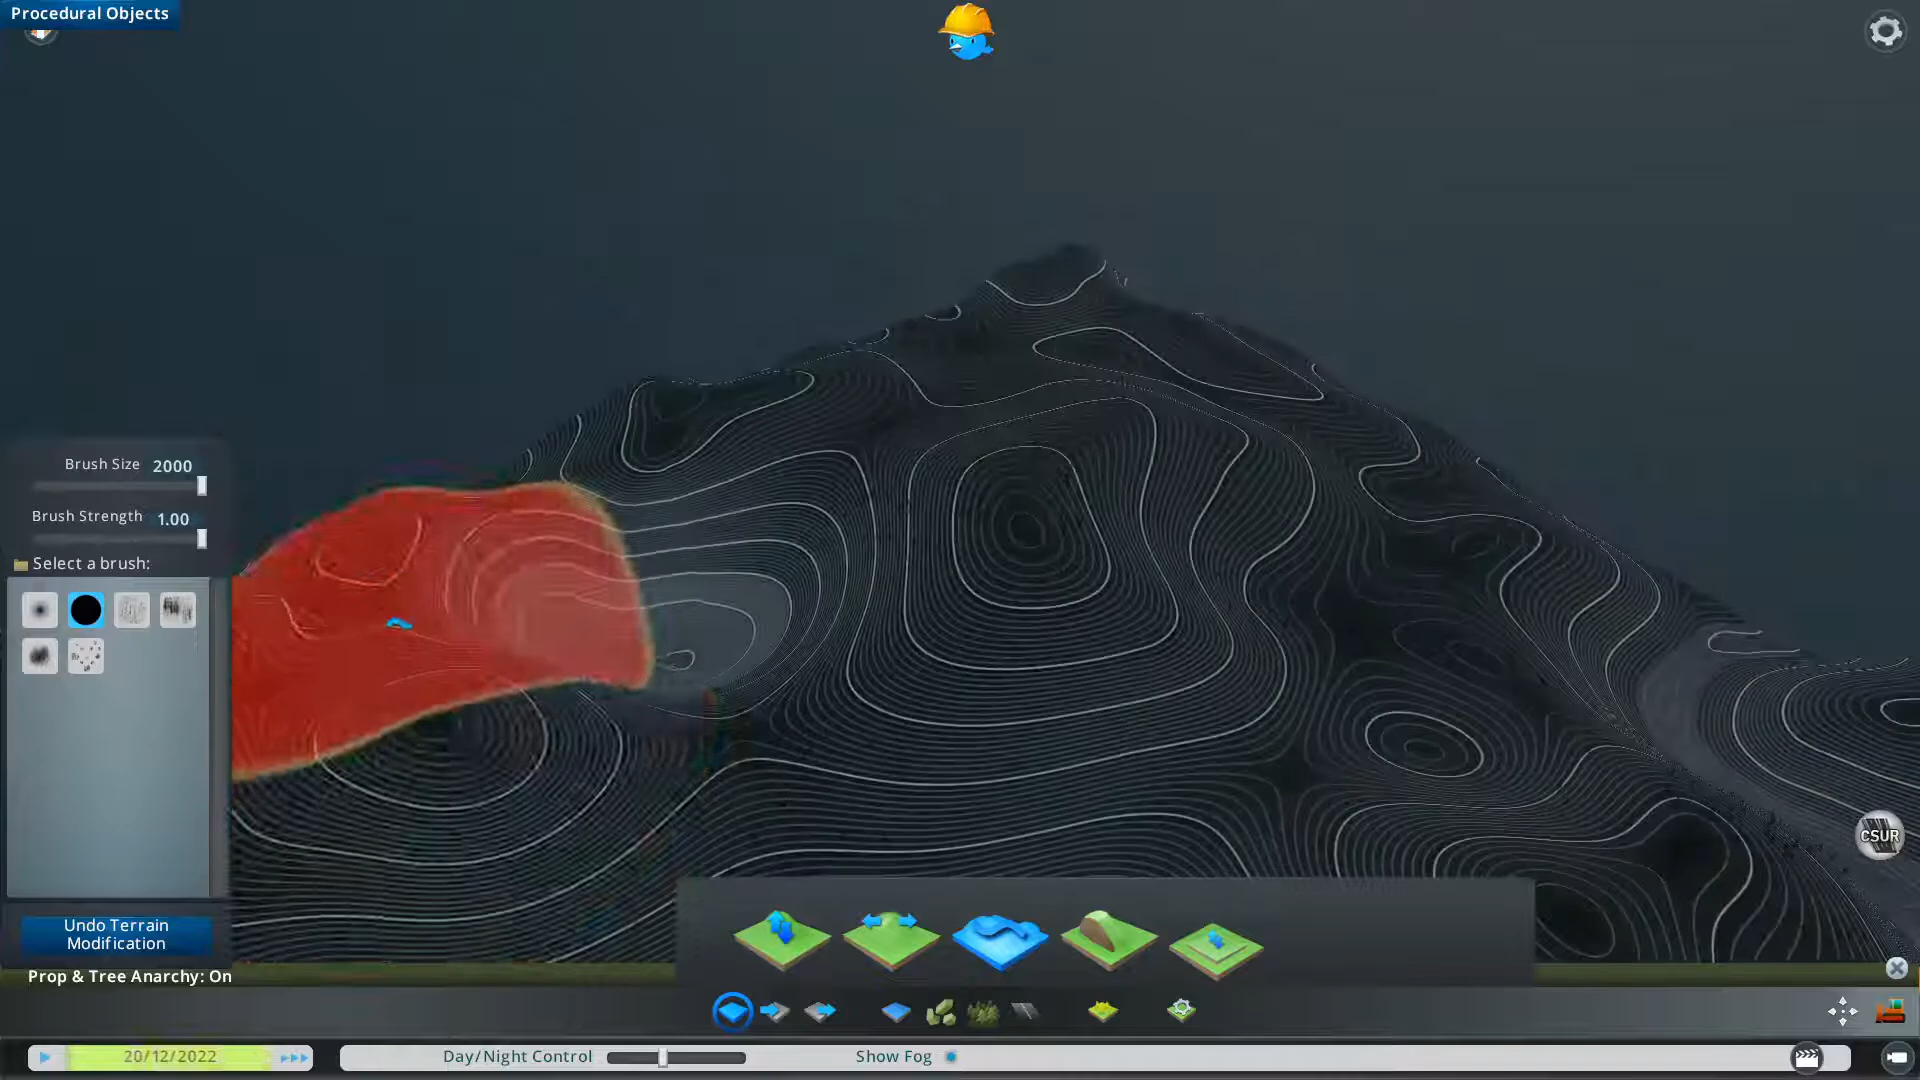 Procedural Objects
Brush Size 2000
Brush Strength 1.00
Select a brush:
Undo Terrain
Modification
Prop & Tree Anarchy: On
CSUR
20/12/2022
Day/Night Control
Show Fog